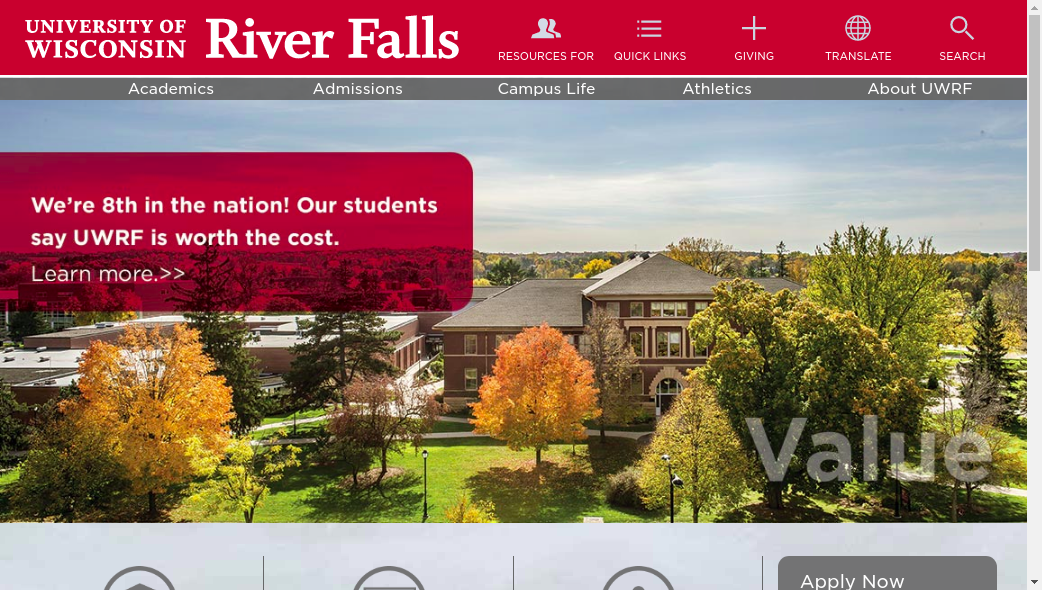 UNIVERSITY OF
WISCONSIN
River Falls
RESOURCES FOR
QUICK LINKS
GIVING
TRANSLATE
SEARCH
Academics
Admissions
Campus Life
Athletics
About UWRF
We're 8th in the nation! Our students
say UWRF is worth the cost.
Learn more.>>
Value
Apply Now